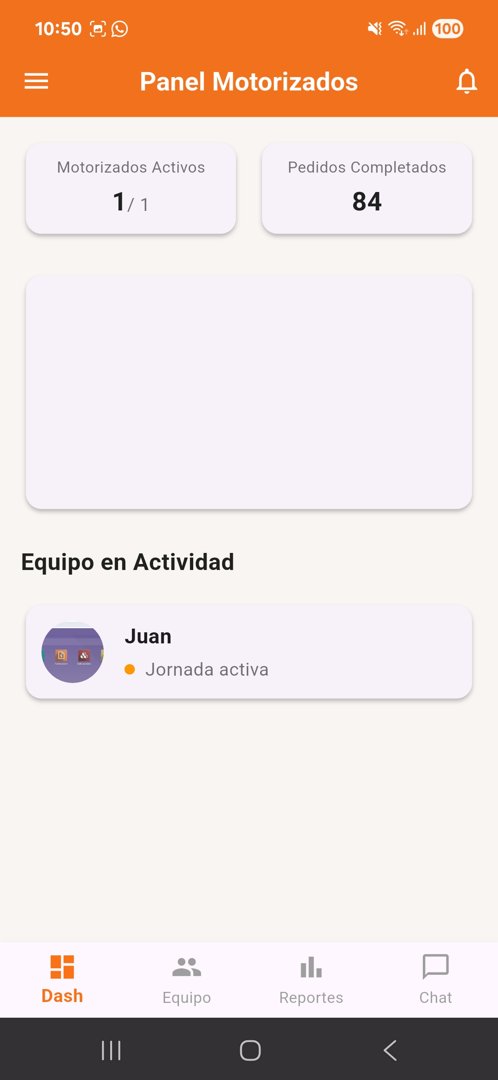 10:50
100
Panel Motorizados
Motorizados Activos
1/ 1
Pedidos Completados
84
Equipo en Actividad
Juan
Jornada activa
Dash
Equipo
Reportes
Chat